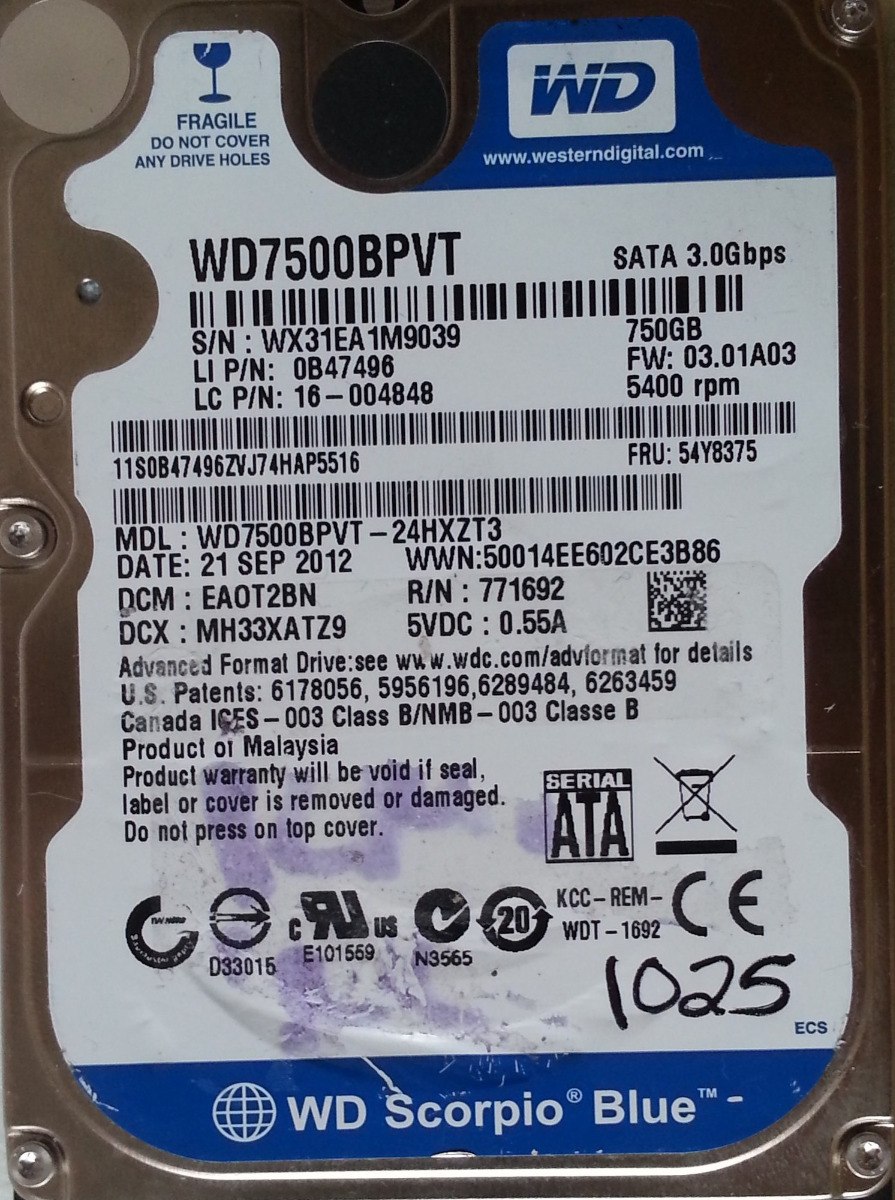 FRAGILE
DO NOT COVER
ANY DRIVE HOLES
WD
www.westerndigital.com
WD7500BPVT
SATA 3.0Gbps
S/N : WX31EA1M9039
750GB
LI P/N: 0B47496
FW: 03.01A03
LC P/N: 16-004848
5400 rpm
11S0B47496ZVJ74HAP5516
FRU: 54Y8375
MDL : WD7500BPVT-24HXZT3
DATE: 21 SEP 2012
WWN:50014EE602CE3B86
DCM : EAOT2BN
R/N : 771692
DCX : MH33XATZ9
5VDC : 0.55A
Advanced Format Drive:see www.wdc.com/advformat for details
U.S. Patents: 6178056, 5956196,6289484, 6263459
Canada ICES-003 Class B/NMB-003 Classe B
Product of Malaysia
Product warranty will be void if seal,
label or cover is removed or damaged.
Do not press on top cover.
SERIAL
ATA
D33015
c RU US
E101559
N3565
20
KCC-REM-
WDT-1692
CE
1025
ECS
WD Scorpio® Blue™ -